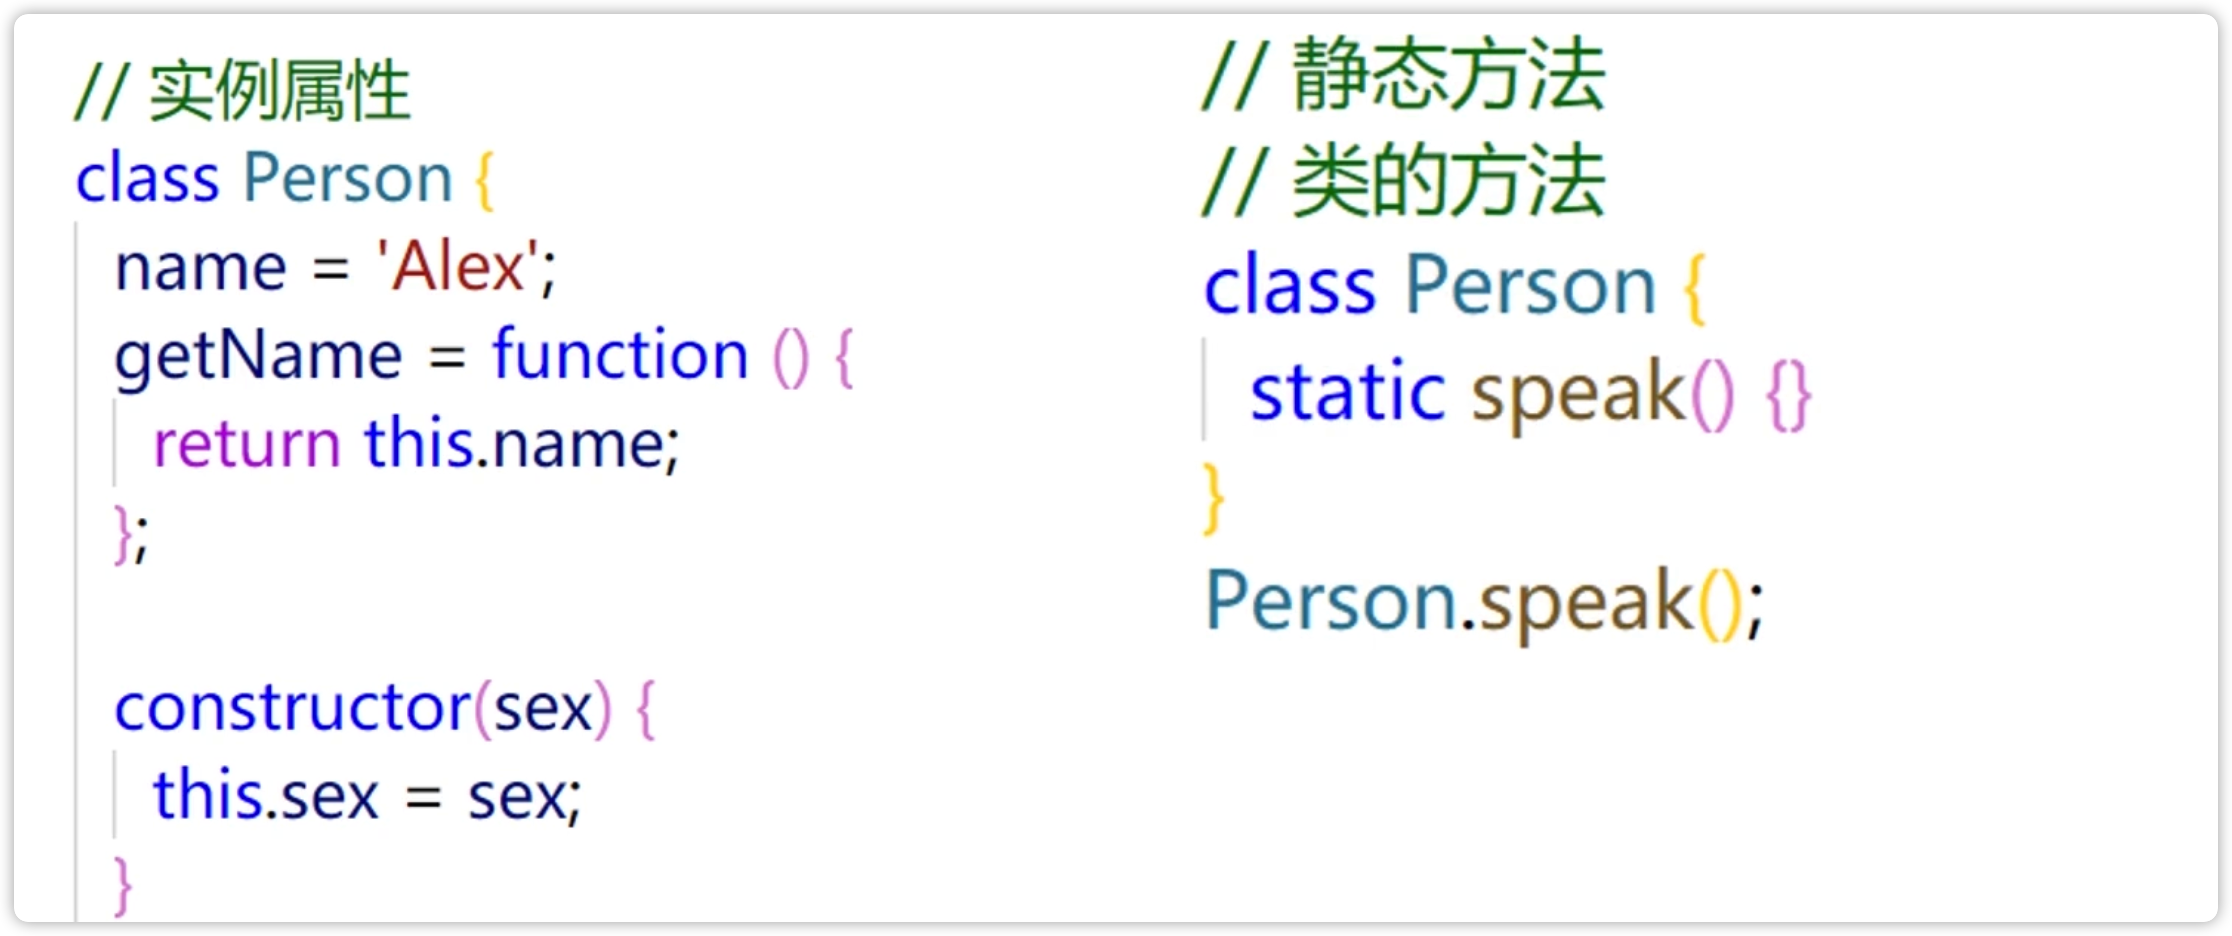 // 实例属性
class Person {
name = 'Alex';
getName = function () {
return this.name;
};
constructor(sex) {
this.sex = sex;
}
// 静态方法
// 类的方法
class Person {
static speak() {}
}
Person.speak();